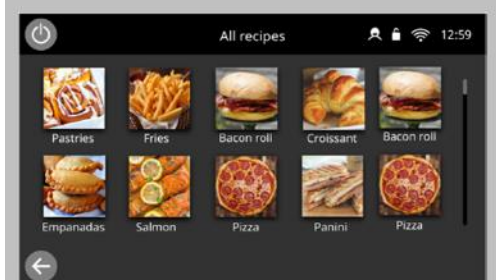 All recipes
12:59
Pastries
Fries
Bacon roll
Croissant
Bacon roll
Empanadas
Salmon
Pizza
Panini
Pizza